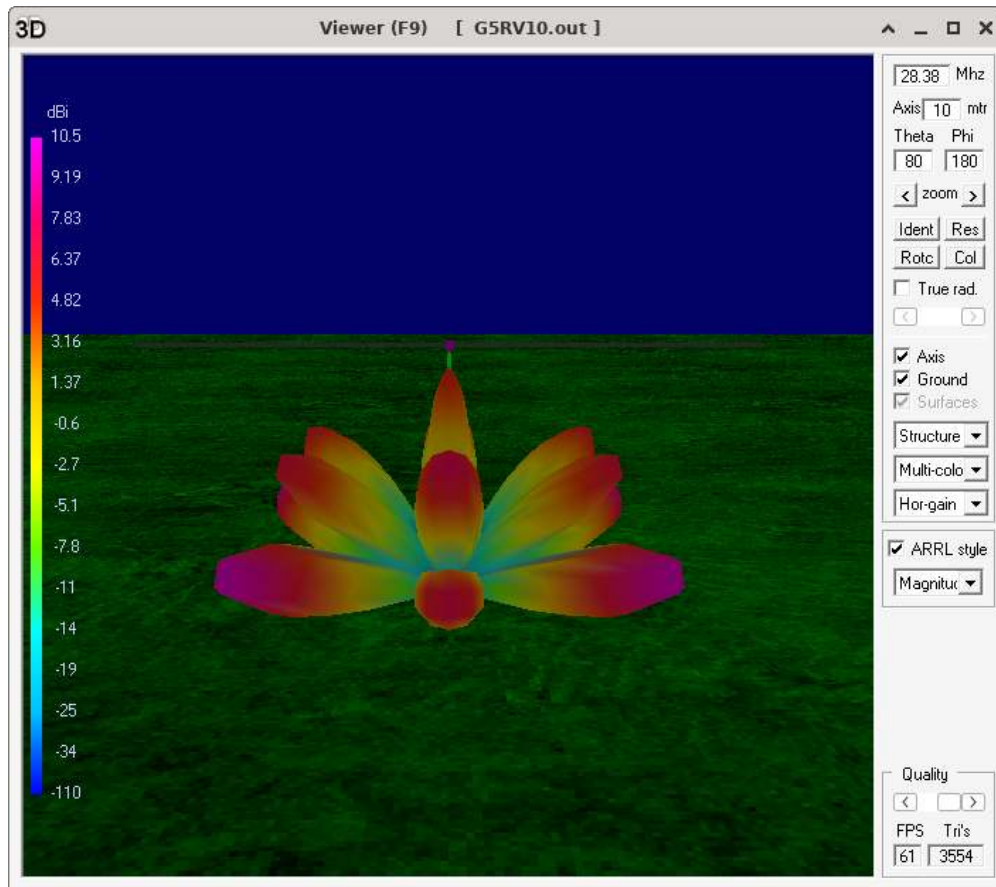 3D Viewer (F9) [ G5RV10.out ]
dBi
10.5
9.19
7.83
6.37
4.82
3.16
1.37
-0.6
-2.7
-5.1
-7.8
-11
-14
-19
-25
-34
-110
28.38 Mhz
Axis 10 mtr
Theta Phi
80 180
< zoom >
Ident Res
Rotc Col
True rad.
Axis
Ground
Surfaces
Structure
Multi-colo
Hor-gain
ARRL style
Magnituc
Quality
FPS Tri's
61 3554